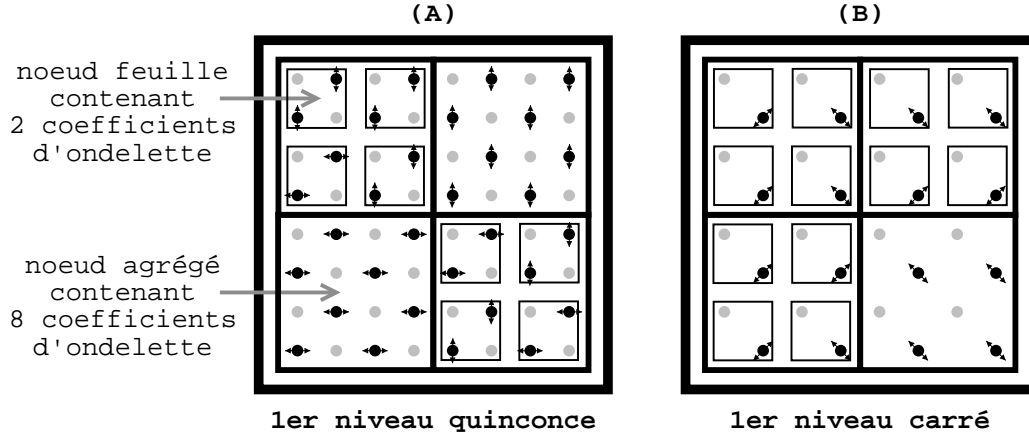 (A)
(B)
noeud feuille
contenant
2 coefficients
d'ondelette
noeud agrégé
contenant
8 coefficients
d'ondelette
1er niveau quinconce
1er niveau carré